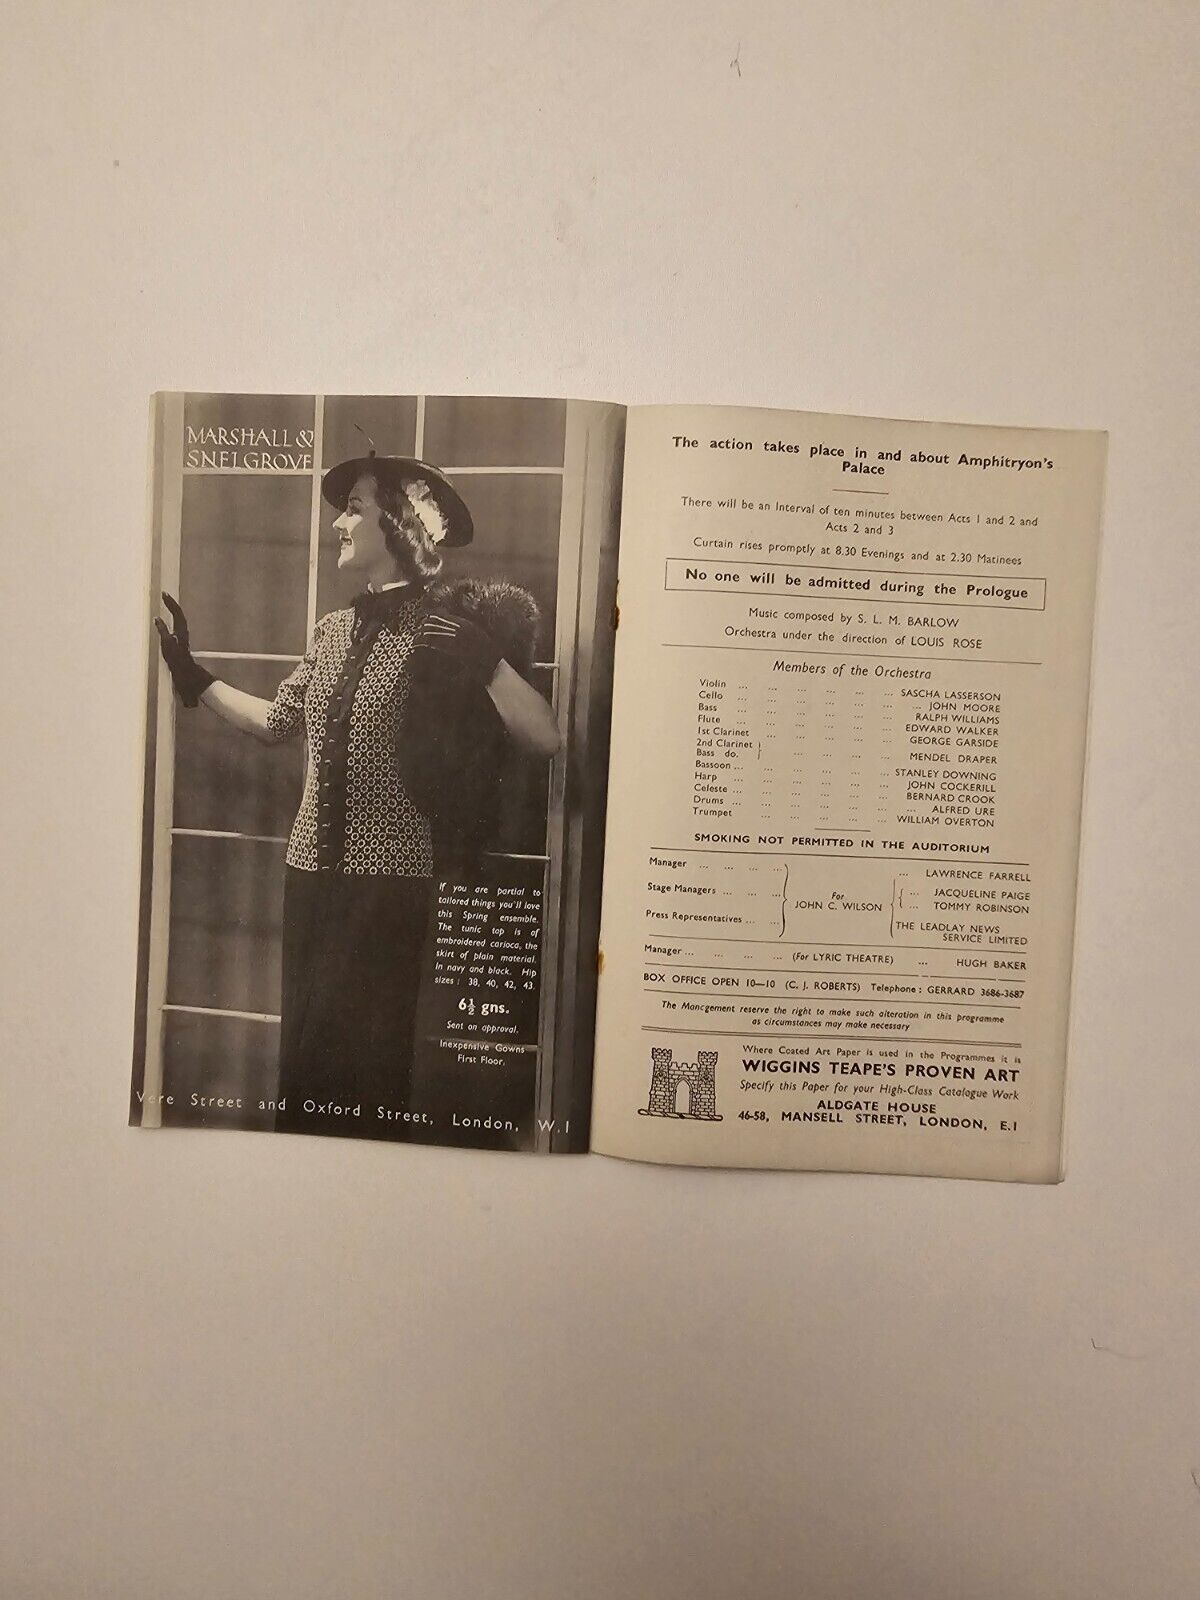 MARSHALL &
SNELGROVE
If you are partial to
tailored things you'll love
this Spring ensemble.
The tunic top is of
embroidered carioca, the
skirt of plain material.
In navy and black. Hip
sizes : 38, 40, 42, 43.
6½ gns.
Sent on approval.
Inexpensive Gowns
First Floor.
Vere Street and Oxford Street, London, W.1
The action takes place in and about Amphitryon's
Palace
There will be an Interval of ten minutes between Acts 1 and 2 and
Acts 2 and 3
Curtain rises promptly at 8.30 Evenings and at 2.30 Matinees
No one will be admitted during the Prologue
Music composed by S. L. M. BARLOW
Orchestra under the direction of LOUIS ROSE
Members of the Orchestra
Violin ... ... ... ... ... ... SASCHA LASSERSON
Cello ... ... ... ... ... ... JOHN MOORE
Bass ... ... ... ... ... ... RALPH WILLIAMS
Flute ... ... ... ... ... ... EDWARD WALKER
1st Clarinet ... ... ... ... ... GEORGE GARSIDE
2nd Clarinet }
Bass do. } ... ... ... ... MENDEL DRAPER
Bassoon ... ... ... ... ... ... STANLEY DOWNING
Harp ... ... ... ... ... ... JOHN COCKERILL
Celeste ... ... ... ... ... ... BERNARD CROOK
Drums ... ... ... ... ... ... ALFRED URE
Trumpet ... ... ... ... ... WILLIAM OVERTON
SMOKING NOT PERMITTED IN THE AUDITORIUM
Manager ... ... ... ... ... LAWRENCE FARRELL
Stage Managers ... ... ... For JOHN C. WILSON { ... JACQUELINE PAIGE
... TOMMY ROBINSON
Press Representatives ... ... THE LEADLAY NEWS
SERVICE LIMITED
Manager ... ... ... ... (For LYRIC THEATRE) ... HUGH BAKER
BOX OFFICE OPEN 10—10 (C. J. ROBERTS) Telephone : GERRARD 3686-3687
The Management reserve the right to make such alteration in this programme
as circumstances may make necessary
Where Coated Art Paper is used in the Programmes it is
WIGGINS TEAPE'S PROVEN ART
Specify this Paper for your High-Class Catalogue Work
ALDGATE HOUSE
46-58, MANSELL STREET, LONDON, E.1